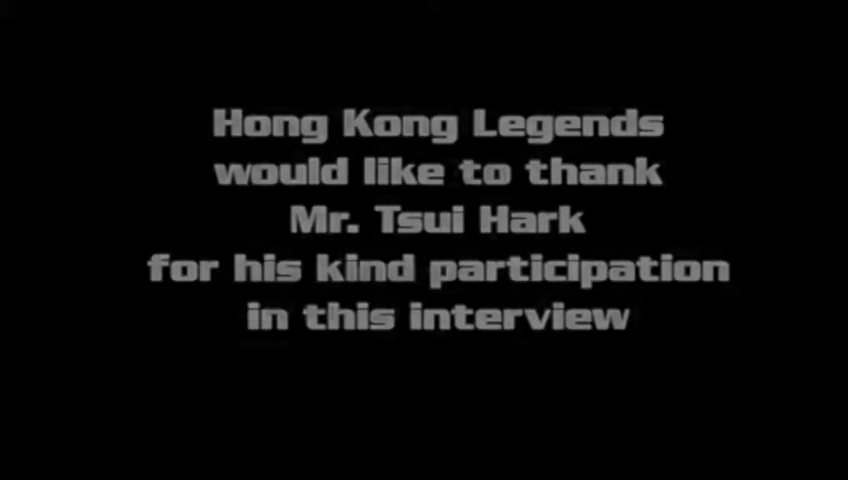 Hong Kong Legends
would like to thank
Mr. Tsui Hark
for his kind participation
in this interview